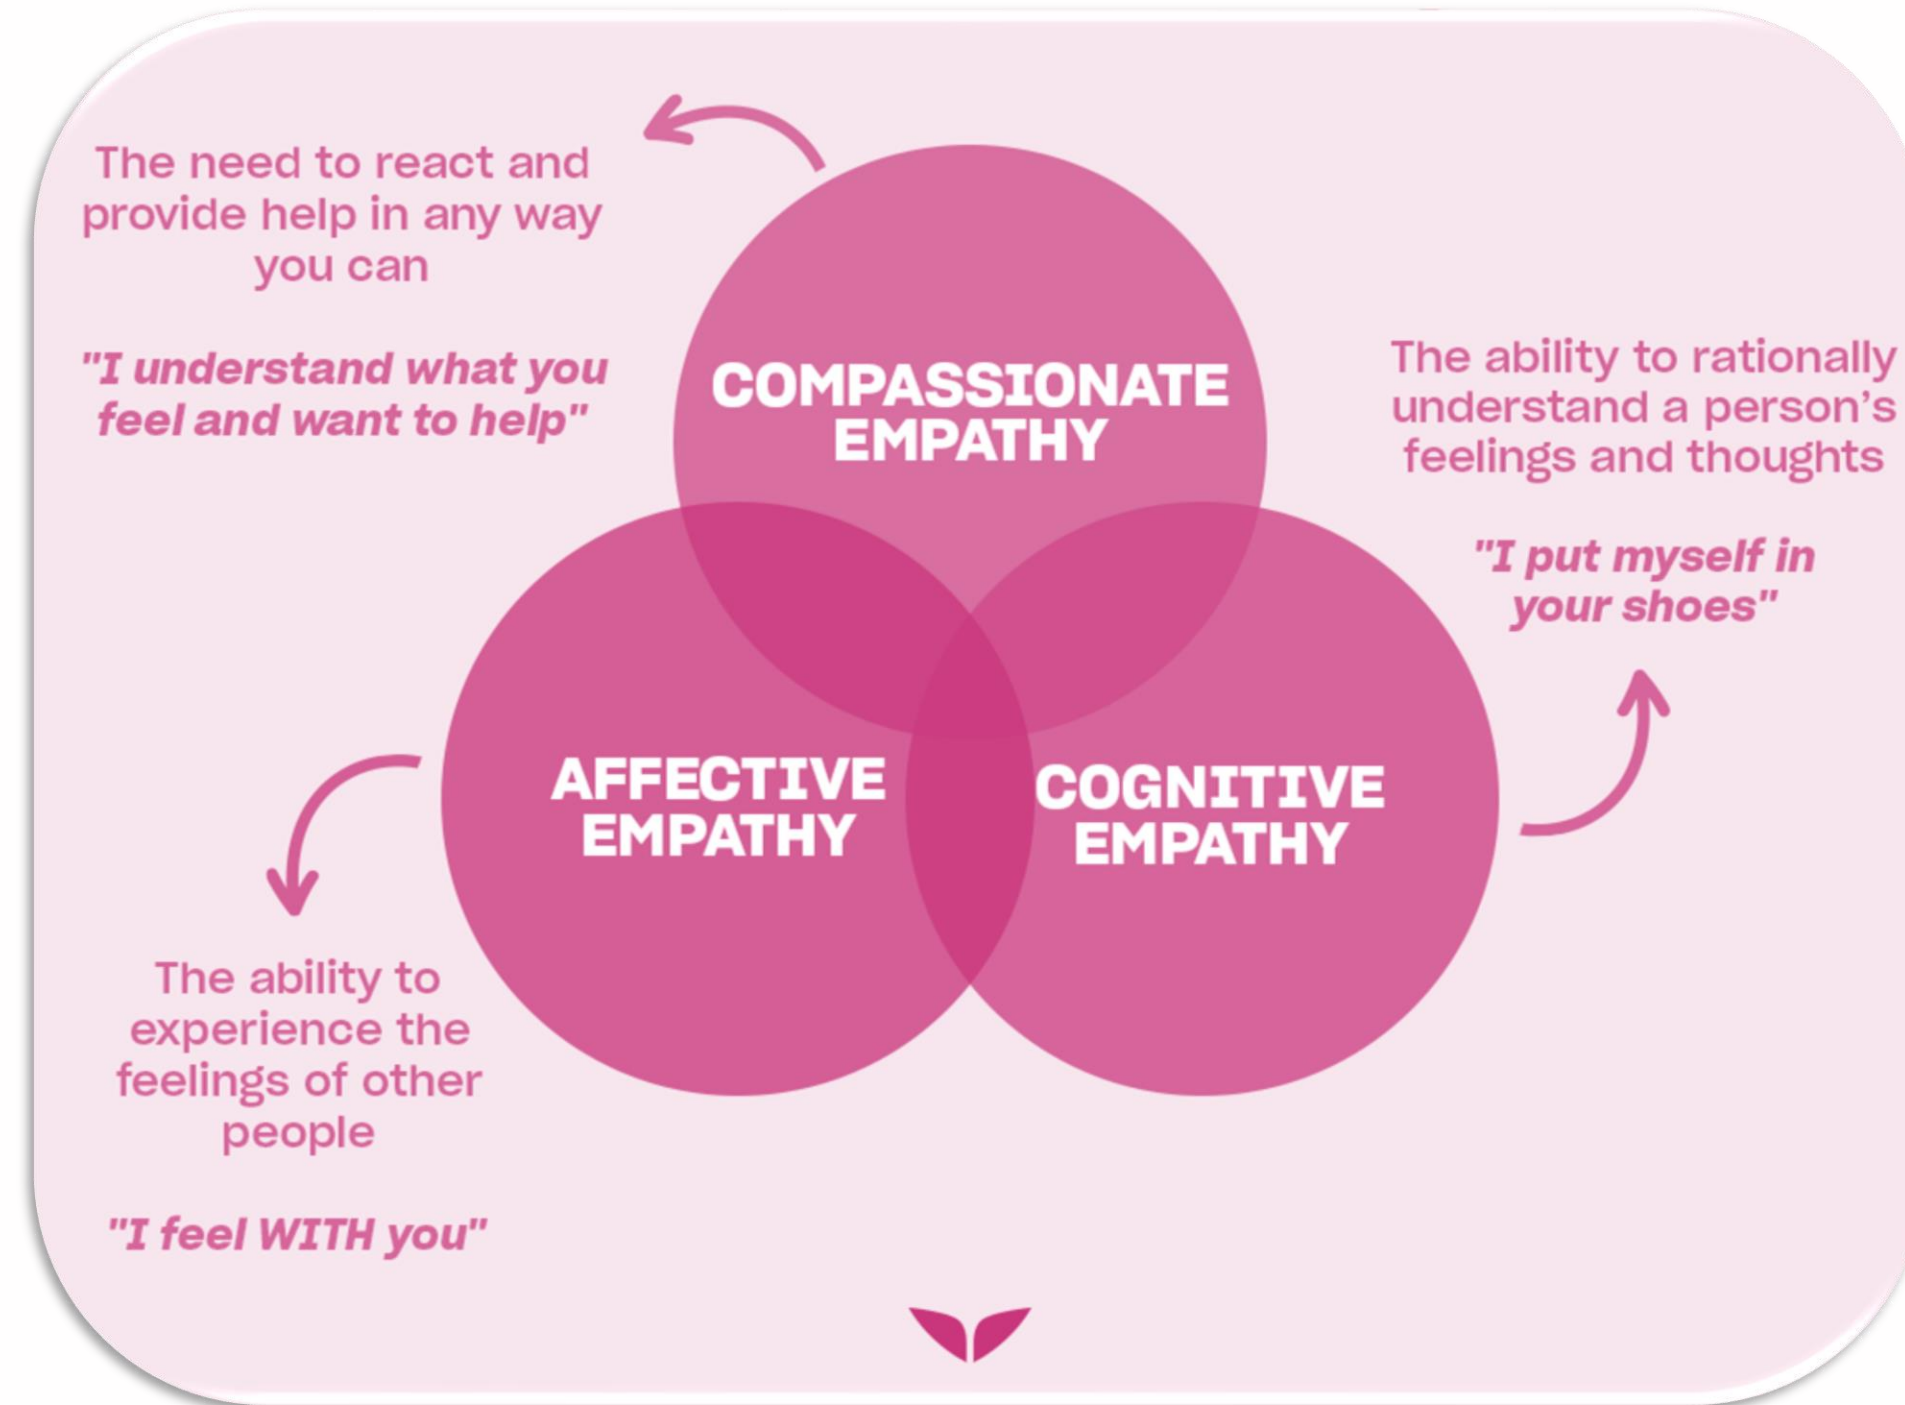 The need to react and
provide help in any way
you can
"I understand what you
feel and want to help"
COMPASSIONATE
EMPATHY
The ability to rationally
understand a person's
feelings and thoughts
"I put myself in
your shoes"
AFFECTIVE
EMPATHY
COGNITIVE
EMPATHY
The ability to
experience the
feelings of other
people
"I feel WITH you"